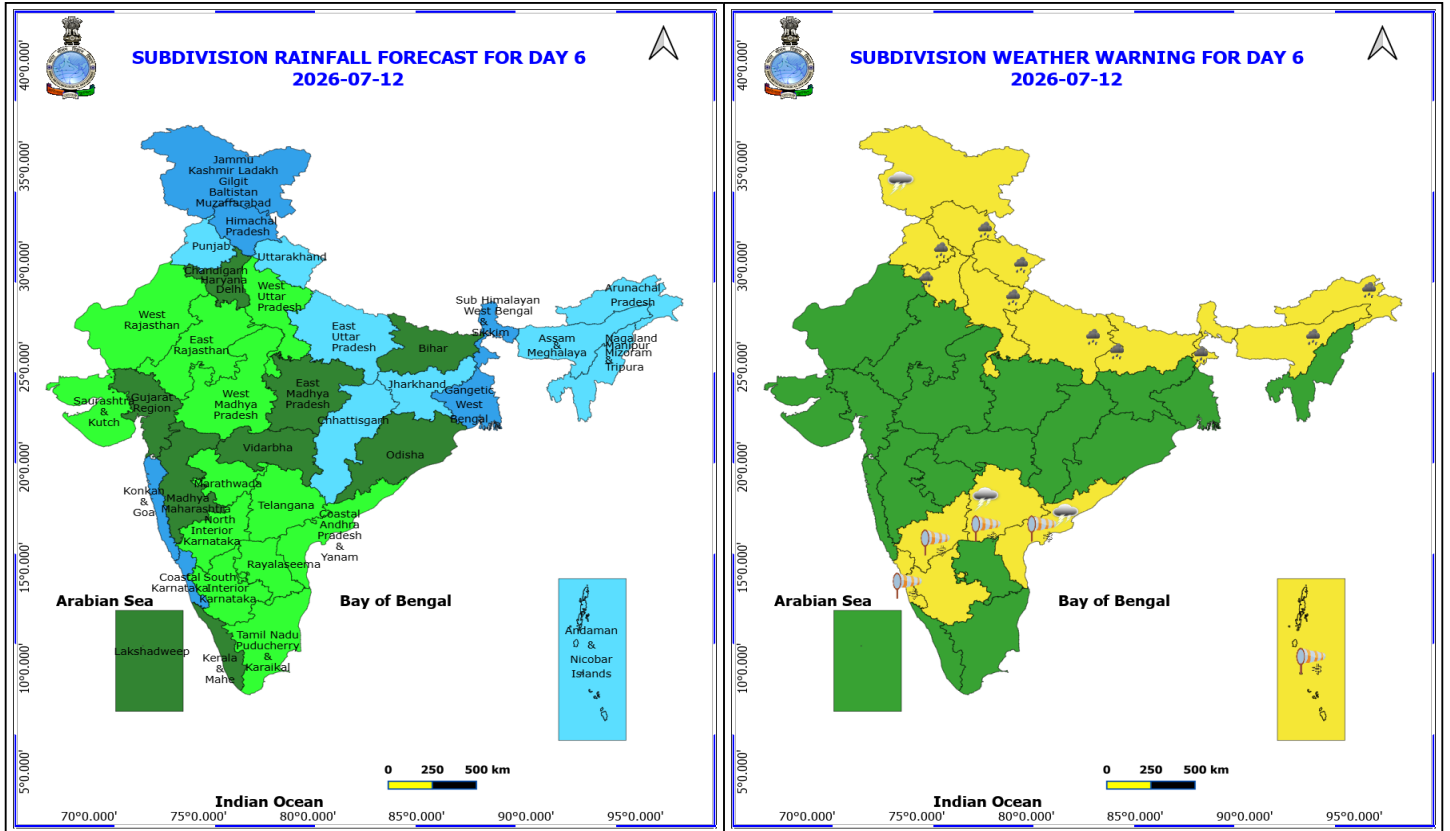 SUBDIVISION RAINFALL FORECAST FOR DAY 6
2026-07-12
40°0.000'
35°0.000'
30°0.000'
25°0.000'
20°0.000'
15°0.000'
10°0.000'
5°0.000'
Jammu
Kashmir Ladakh
Gilgit
Baltistan
Muzaffarabad
Himachal
Pradesh
Punjab
Uttarakhand
Chandigarh
Haryana
Delhi
West
Uttar
Pradesh
West
Rajasthan
East
Rajasthan
East
Uttar
Pradesh
Bihar
Sub Himalayan
West Bengal
&
Sikkim
Arunachal
Pradesh
Assam
&
Meghalaya
Nagaland
Manipur
Mizoram
&
Tripura
Saurashtra
&
Kutch
Gujarat
Region
West
Madhya
Pradesh
East
Madhya
Pradesh
Jharkhand
Gangetic
West
Bengal
Chhattisgarh
Odisha
Vidarbha
Konkan
&
Goa
Madhya
Maharashtra
Marathwada
North
Interior
Karnataka
Telangana
Coastal
Andhra
Pradesh
&
Yanam
Rayalaseema
Coastal
Karnataka
South
Interior
Karnataka
Tamil Nadu
Puducherry
&
Karaikal
Kerala
&
Mahe
Lakshadweep
Andaman
&
Nicobar
Islands
Arabian Sea
Bay of Bengal
Indian Ocean
0 250 500 km
70°0.000' 75°0.000' 80°0.000' 85°0.000' 90°0.000' 95°0.000'
SUBDIVISION WEATHER WARNING FOR DAY 6
2026-07-12
40°0.000'
35°0.000'
30°0.000'
25°0.000'
20°0.000'
15°0.000'
10°0.000'
5°0.000'
Arabian Sea
Bay of Bengal
Indian Ocean
0 250 500 km
70°0.000' 75°0.000' 80°0.000' 85°0.000' 90°0.000' 95°0.000'